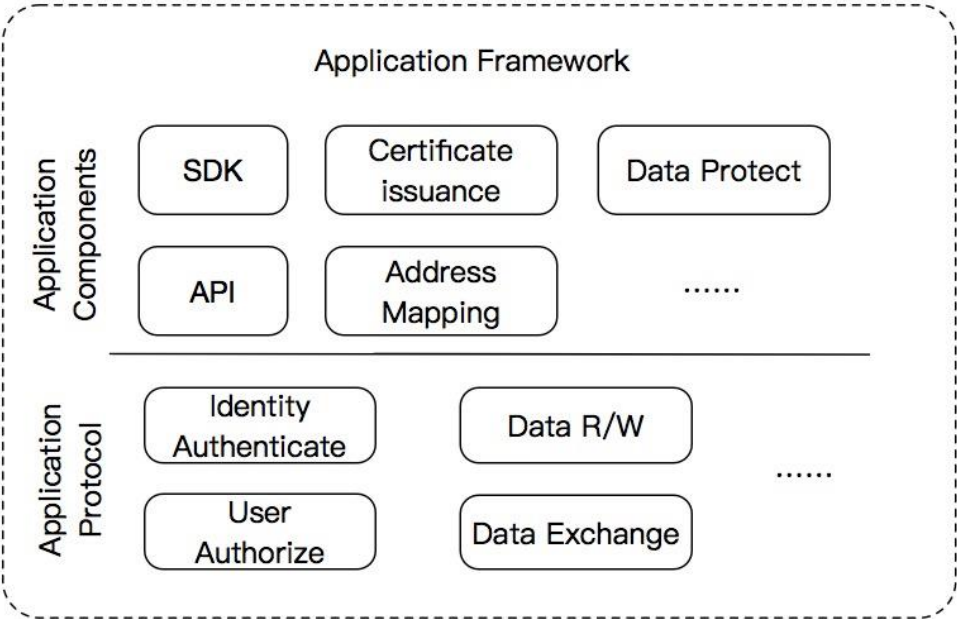 Application Framework
Application
Components
SDK
Certificate
issuance
Data Protect
API
Address
Mapping
......
Application
Protocol
Identity
Authenticate
Data R/W
......
User
Authorize
Data Exchange